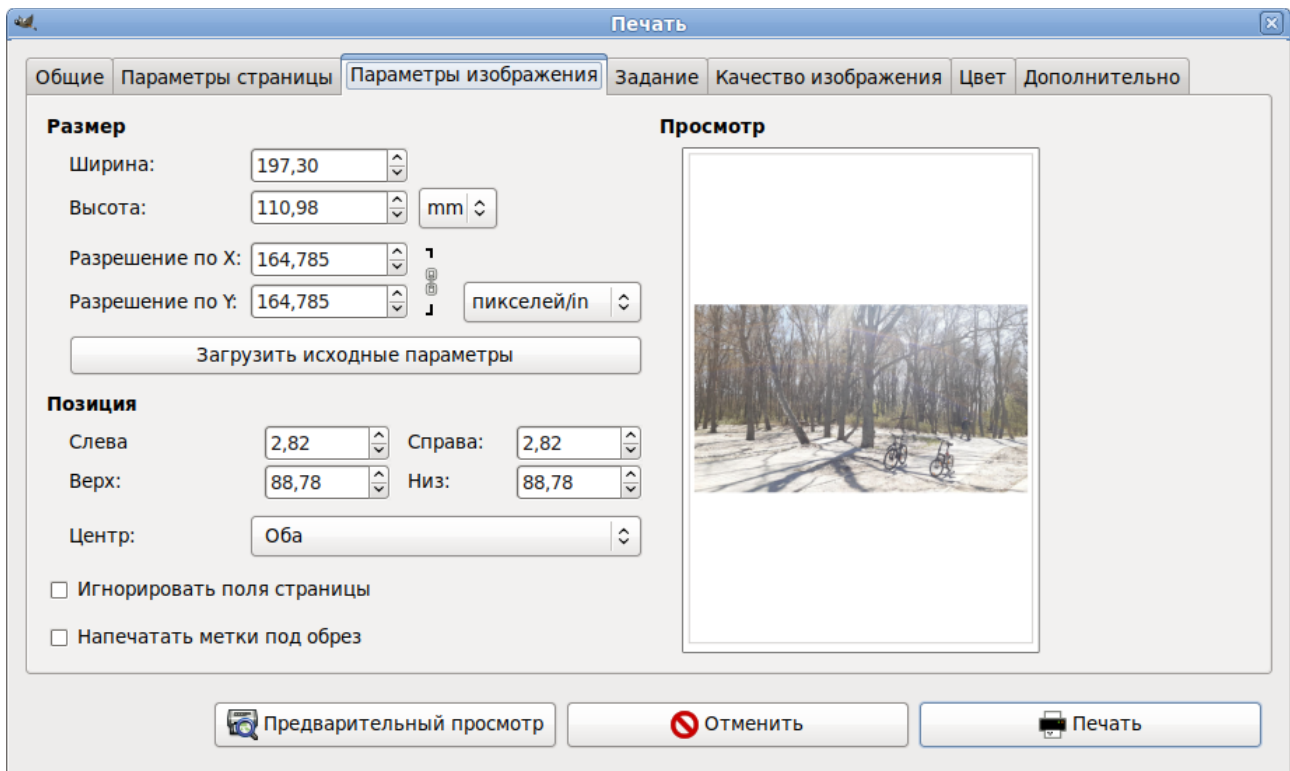 Печать
Общие Параметры страницы Параметры изображения Задание Качество изображения Цвет Дополнительно
Размер
Ширина: 197,30
Высота: 110,98 mm
Разрешение по X: 164,785
Разрешение по Y: 164,785 пикселей/in
Загрузить исходные параметры
Позиция
Слева 2,82 Справа: 2,82
Верх: 88,78 Низ: 88,78
Центр: Оба
Игнорировать поля страницы
Напечатать метки под обрез
Просмотр
Предварительный просмотр Отменить Печать